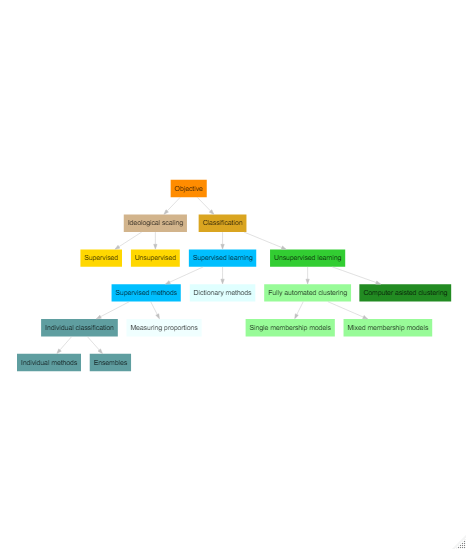 Objective
Ideological scaling
Classification
Supervised
Unsupervised
Supervised learning
Unsupervised learning
Supervised methods
Dictionary methods
Fully automated clustering
Computer assisted clustering
Individual classification
Measuring proportions
Single membership models
Mixed membership models
Individual methods
Ensembles